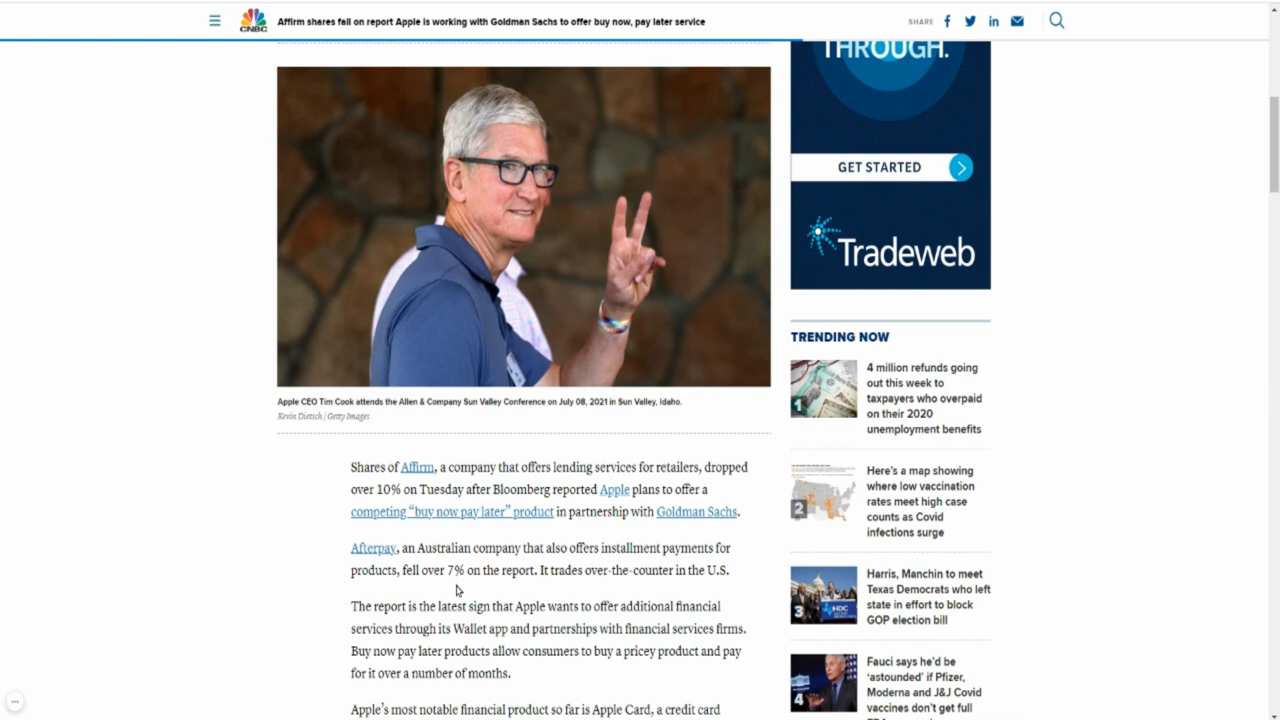 CNBC
Affirm shares fall on report Apple is working with Goldman Sachs to offer buy now, pay later service
SHARE
Apple CEO Tim Cook attends the Allen & Company Sun Valley Conference on July 08, 2021 in Sun Valley, Idaho.
Kevin Dietsch | Getty Images
Shares of Affirm, a company that offers lending services for retailers, dropped
over 10% on Tuesday after Bloomberg reported Apple plans to offer a
competing “buy now pay later” product in partnership with Goldman Sachs.
Afterpay, an Australian company that also offers installment payments for
products, fell over 7% on the report. It trades over-the-counter in the U.S.
The report is the latest sign that Apple wants to offer additional financial
services through its Wallet app and partnerships with financial services firms.
Buy now pay later products allow consumers to buy a pricey product and pay
for it over a number of months.
Apple’s most notable financial product so far is Apple Card, a credit card
THROUGH.
GET STARTED
Tradeweb
TRENDING NOW
1
4 million refunds going
out this week to
taxpayers who overpaid
on their 2020
unemployment benefits
2
Here’s a map showing
where low vaccination
rates meet high case
counts as Covid
infections surge
3
HDC
Harris, Manchin to meet
Texas Democrats who left
state in effort to block
GOP election bill
4
Fauci says he’d be
‘astounded’ if Pfizer,
Moderna and J&J Covid
vaccines don’t get full